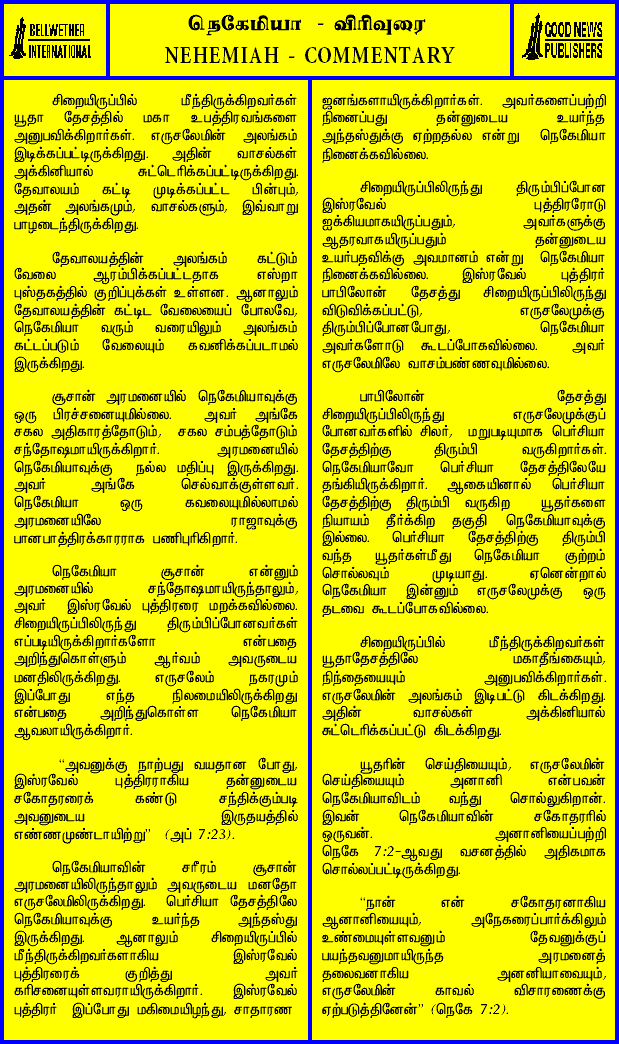 BELLWETHER
INTERNATIONAL
நெகேமியா - விரிவுரை
NEHEMIAH - COMMENTARY
GOOD NEWS
PUBLISHERS
சிறையிருப்பில் மீந்திருக்கிறவர்கள்
யூதா தேசத்தில் மகா உபத்திரவங்களை
அனுபவிக்கிறார்கள். எருசலேமின் அலங்கம்
இடிக்கப்பட்டிருக்கிறது. அதின் வாசல்கள்
அக்கினியால் சுட்டெரிக்கப்பட்டிருக்கிறது.
தேவாலயம் கட்டி முடிக்கப்பட்ட பின்பும்,
அதன் அலங்கமும், வாசல்களும், இவ்வாறு
பாழடைந்திருக்கிறது.
தேவாலயத்தின் அலங்கம் கட்டும்
வேலை ஆரம்பிக்கப்பட்டதாக எஸ்றா
புஸ்தகத்தில் குறிப்புக்கள் உள்ளன. ஆனாலும்
தேவாலயத்தின் கட்டிட வேலையைப் போலவே,
நெகேமியா வரும் வரையிலும் அலங்கம்
கட்டப்படும் வேலையும் கவனிக்கப்படாமல்
இருக்கிறது.
சூசான் அரமனையில் நெகேமியாவுக்கு
ஒரு பிரச்சனையுமில்லை. அவர் அங்கே
சகல அதிகாரத்தோடும், சகல சம்பத்தோடும்
சந்தோஷமாயிருக்கிறார். அரமனையில்
நெகேமியாவுக்கு நல்ல மதிப்பு இருக்கிறது.
அவர் அங்கே செல்வாக்குள்ளவர்.
நெகேமியா ஒரு கவலையுமில்லாமல்
அரமனையிலே ராஜாவுக்கு
பானபாத்திரக்காரராக பணிபுரிகிறார்.
நெகேமியா சூசான் என்னும்
அரமனையில் சந்தோஷமாயிருந்தாலும்,
அவர் இஸ்ரவேல் புத்திரரை மறக்கவில்லை.
சிறையிருப்பிலிருந்து திரும்பிப்போனவர்கள்
எப்படியிருக்கிறார்களோ என்பதை
அறிந்துகொள்ளும் ஆர்வம் அவருடைய
மனதிலிருக்கிறது. எருசலேம் நகரமும்
இப்போது எந்த நிலமையிலிருக்கிறது
என்பதை அறிந்துகொள்ள நெகேமியா
ஆவலாயிருக்கிறார்.
“அவனுக்கு நாற்பது வயதான போது,
இஸ்ரவேல் புத்திரராகிய தன்னுடைய
சகோதரரைக் கண்டு சந்திக்கும்படி
அவனுடைய இருதயத்தில்
எண்ணமுண்டாயிற்று” (அப் 7:23).
நெகேமியாவின் சரீரம் சூசான்
அரமனையிலிருந்தாலும் அவருடைய மனதோ
எருசலேமிலிருக்கிறது. பெர்சியா தேசத்திலே
நெகேமியாவுக்கு உயர்ந்த அந்தஸ்து
இருக்கிறது. ஆனாலும் சிறையிருப்பில்
மீந்திருக்கிறவர்களாகிய இஸ்ரவேல்
புத்திரரைக் குறித்து அவர்
கரிசனையுள்ளவராயிருக்கிறார். இஸ்ரவேல்
புத்திரர் இப்போது மகிமையிழந்து, சாதாரண
ஜனங்களாயிருக்கிறார்கள். அவர்களைப்பற்றி
நினைப்பது தன்னுடைய உயர்ந்த
அந்தஸ்துக்கு ஏற்றதல்ல என்று நெகேமியா
நினைக்கவில்லை.
சிறையிருப்பிலிருந்து திரும்பிப்போன
இஸ்ரவேல் புத்திரரோடு
ஐக்கியமாகயிருப்பதும், அவர்களுக்கு
ஆதரவாகயிருப்பதும் தன்னுடைய
உயர்பதவிக்கு அவமானம் என்று நெகேமியா
நினைக்கவில்லை. இஸ்ரவேல் புத்திரர்
பாபிலோன் தேசத்து சிறையிருப்பிலிருந்து
விடுவிக்கப்பட்டு, எருசலேமுக்கு
திரும்பிப்போனபோது, நெகேமியா
அவர்களோடு கூடப்போகவில்லை. அவர்
எருசலேமிலே வாசம்பண்ணவுமில்லை.
பாபிலோன் தேசத்து
சிறையிருப்பிலிருந்து எருசலேமுக்குப்
போனவர்களில் சிலர், மறுபடியுமாக பெர்சியா
தேசத்திற்கு திரும்பி வருகிறார்கள்.
நெகேமியாவோ பெர்சியா தேசத்திலேயே
தங்கியிருக்கிறார். ஆகையினால் பெர்சியா
தேசத்திற்கு திரும்பி வருகிற யூதர்களை
நியாயம் தீர்க்கிற தகுதி நெகேமியாவுக்கு
இல்லை. பெர்சியா தேசத்திற்கு திரும்பி
வந்த யூதர்கள்மீது நெகேமியா குற்றம்
சொல்லவும் முடியாது. ஏனென்றால்
நெகேமியா இன்னும் எருசலேமுக்கு ஒரு
தடவை கூடப்போகவில்லை.
சிறையிருப்பில் மீந்திருக்கிறவர்கள்
யூதாதேசத்திலே மகாதீங்கையும்,
நிந்தையையும் அனுபவிக்கிறார்கள்.
எருசலேமின் அலங்கம் இடிபட்டு கிடக்கிறது.
அதின் வாசல்கள் அக்கினியால்
சுட்டெரிக்கப்பட்டு கிடக்கிறது.
யூதரின் செய்தியையும், எருசலேமின்
செய்தியையும் அனானி என்பவன்
நெகேமியாவிடம் வந்து சொல்லுகிறான்.
இவன் நெகேமியாவின் சகோதரரில்
ஒருவன். அனானியைப்பற்றி
நெகே 7:2-ஆவது வசனத்தில் அதிகமாக
சொல்லப்பட்டிருக்கிறது.
“நான் என் சகோதரனாகிய
ஆனானியையும், அநேகரைப்பார்க்கிலும்
உண்மையுள்ளவனும் தேவனுக்குப்
பயந்தவனுமாயிருந்த அரமனைத்
தலைவனாகிய அனனியாவையும்,
எருசலேமின் காவல் விசாரணைக்கு
ஏற்படுத்தினேன்” (நெகே 7:2).